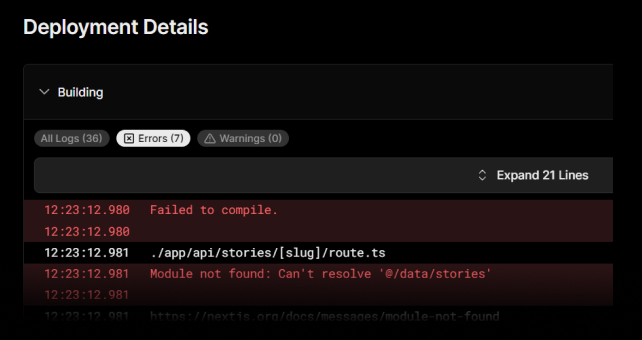 Deployment Details
Building
All Logs (36) Errors (7) Warnings (0)
Expand 21 Lines
12:23:12.980 Failed to compile.
12:23:12.980
12:23:12.981 ./app/api/stories/[slug]/route.ts
12:23:12.981 Module not found: Can't resolve '@/data/stories'
12:23:12.981
12:23:12.981 https://nextjs.org/docs/messages/module-not-found